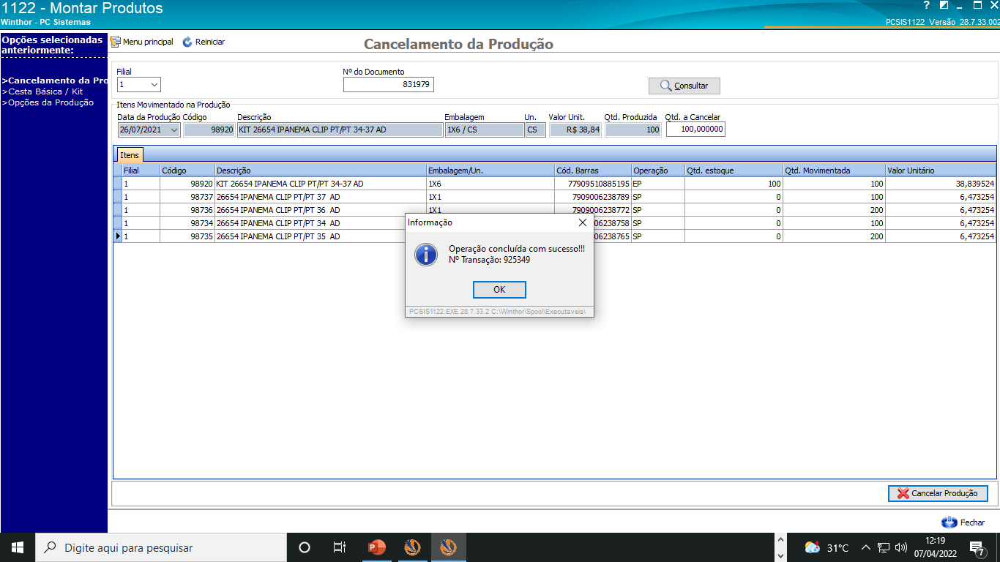 1122 - Montar Produtos
Winthor - PC Sistemas
PCSIS1122 Versão 28.7.33.002
Opções selecionadas
anteriormente:
>Cancelamento da Pro
>Cesta Básica / Kit
>Opções da Produção
Menu principal Reiniciar
Cancelamento da Produção
Filial Nº do Documento
1 831979 Consultar
Itens Movimentado na Produção
Data da Produção Código Descrição Embalagem Un. Valor Unit. Qtd. Produzida Qtd. a Cancelar
26/07/2021 98920 KIT 26654 IPANEMA CLIP PT/PT 34-37 AD 1X6 / CS CS R$ 38,84 100 100,000000
Itens
Filial Código Descrição Embalagem/Un. Cód. Barras Operação Qtd. estoque Qtd. Movimentada Valor Unitário
1 98920 KIT 26654 IPANEMA CLIP PT/PT 34-37 AD 1X6 77909510885195 EP 100 100 38,839524
1 98737 26654 IPANEMA CLIP PT/PT 37 AD 1X1 7909006238789 SP 0 100 6,473254
1 98736 26654 IPANEMA CLIP PT/PT 36 AD 1X1 7909006238772 SP 0 200 6,473254
1 98734 26654 IPANEMA CLIP PT/PT 34 AD 06238758 SP 0 100 6,473254
1 98735 26654 IPANEMA CLIP PT/PT 35 AD 06238765 SP 0 200 6,473254
Informação
Operação concluída com sucesso!!!
Nº Transação: 925349
OK
PCSIS1122.EXE 28.7.33.2 C:\Winthor\Spool\Executaveis\
Cancelar Produção
Fechar
Digite aqui para pesquisar
31°C
12:19
07/04/2022
7